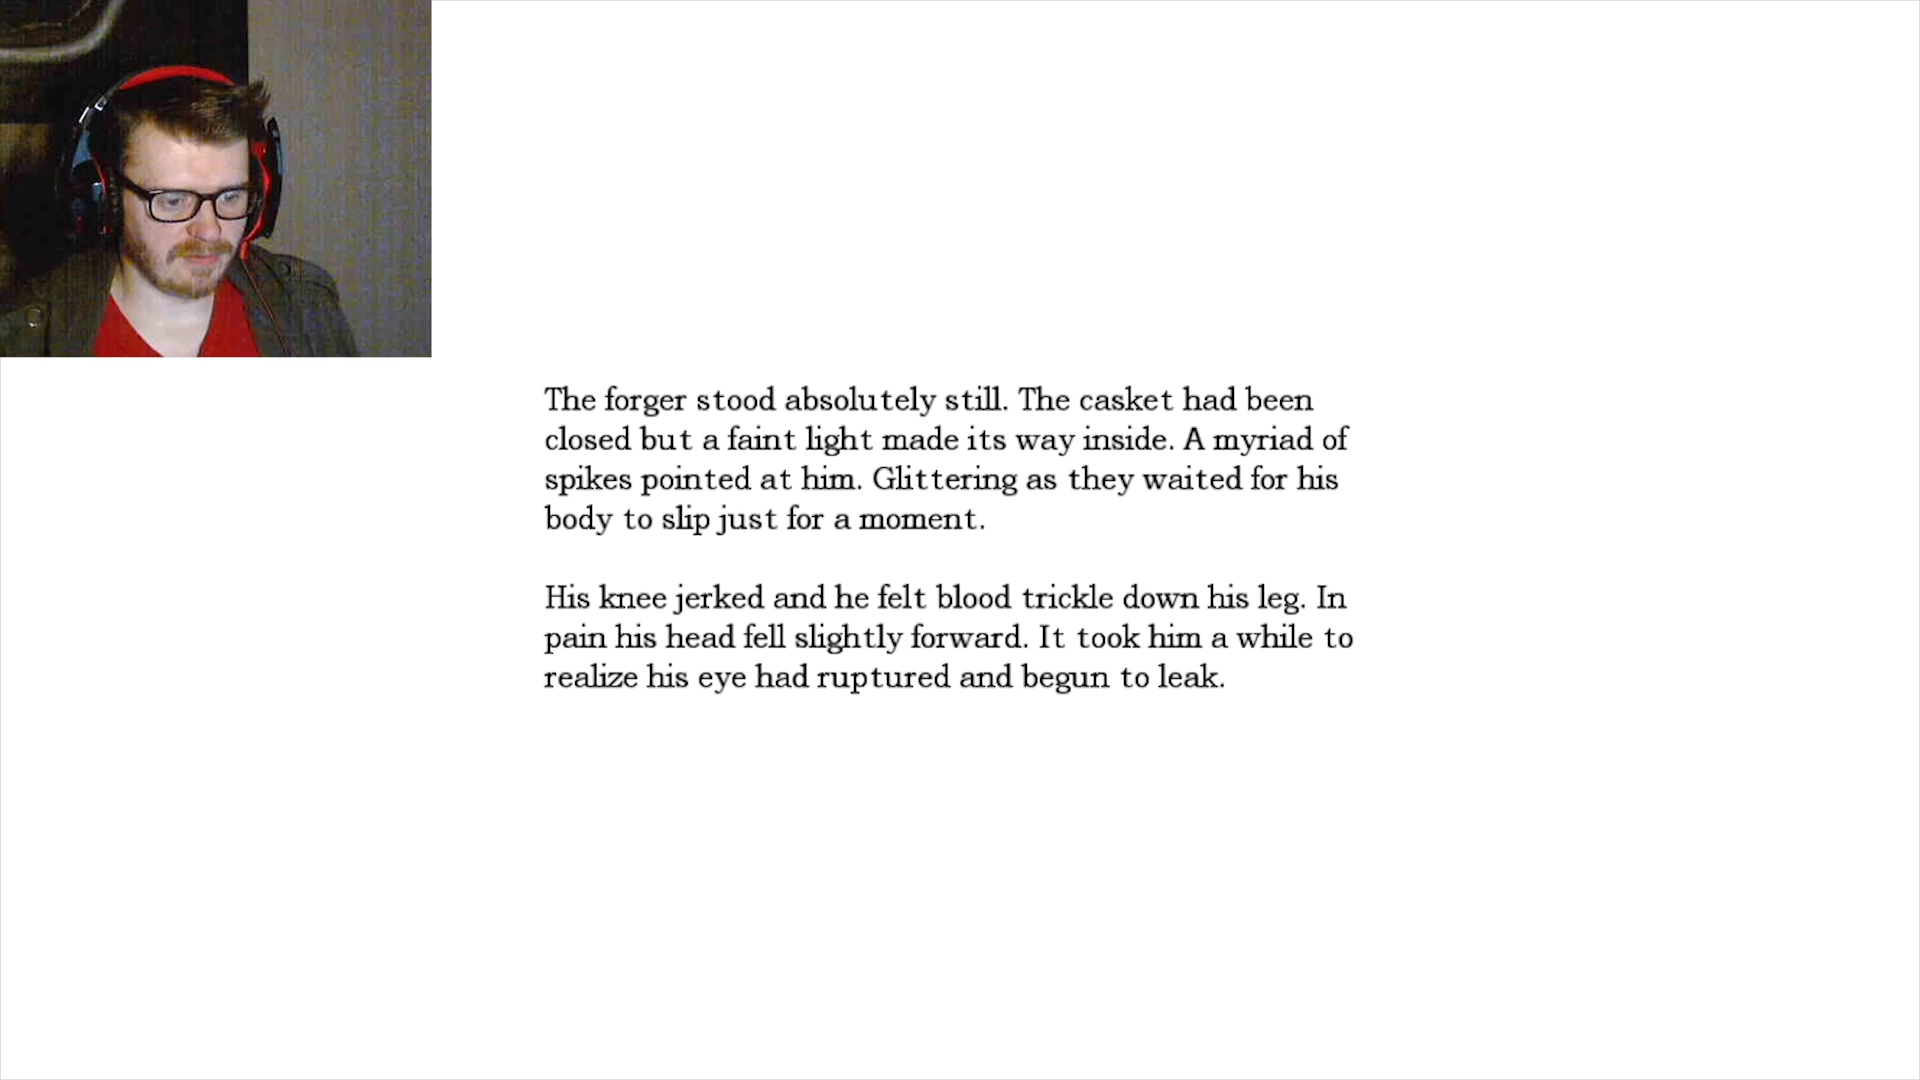 The forger stood absolutely still. The casket had been
closed but a faint light made its way inside. A myriad of
spikes pointed at him. Glittering as they waited for his
body to slip just for a moment.
His knee jerked and he felt blood trickle down his leg. In
pain his head fell slightly forward. It took him a while to
realize his eye had ruptured and begun to leak.